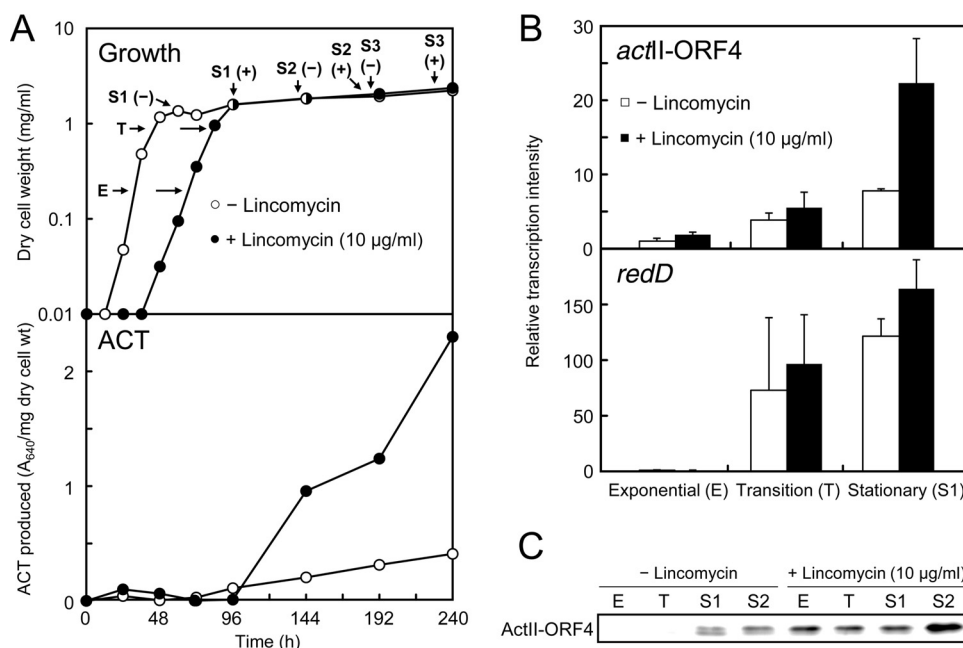 A
Growth
S1 (–)
S1 (+)
S2 (–)
S2 (+)
S3 (–)
S3 (+)
T
E
– Lincomycin
+ Lincomycin (10 µg/ml)
Dry cell weight (mg/ml)
10
1
0.1
0.01
ACT
ACT produced (A640/mg dry cell wt)
2
1
0
0 48 96 144 192 240
Time (h)
B
actII-ORF4
– Lincomycin
+ Lincomycin (10 µg/ml)
30
20
10
0
Relative transcription intensity
redD
150
100
50
0
Exponential (E) Transition (T) Stationary (S1)
C
– Lincomycin + Lincomycin (10 µg/ml)
E T S1 S2 E T S1 S2
ActII-ORF4